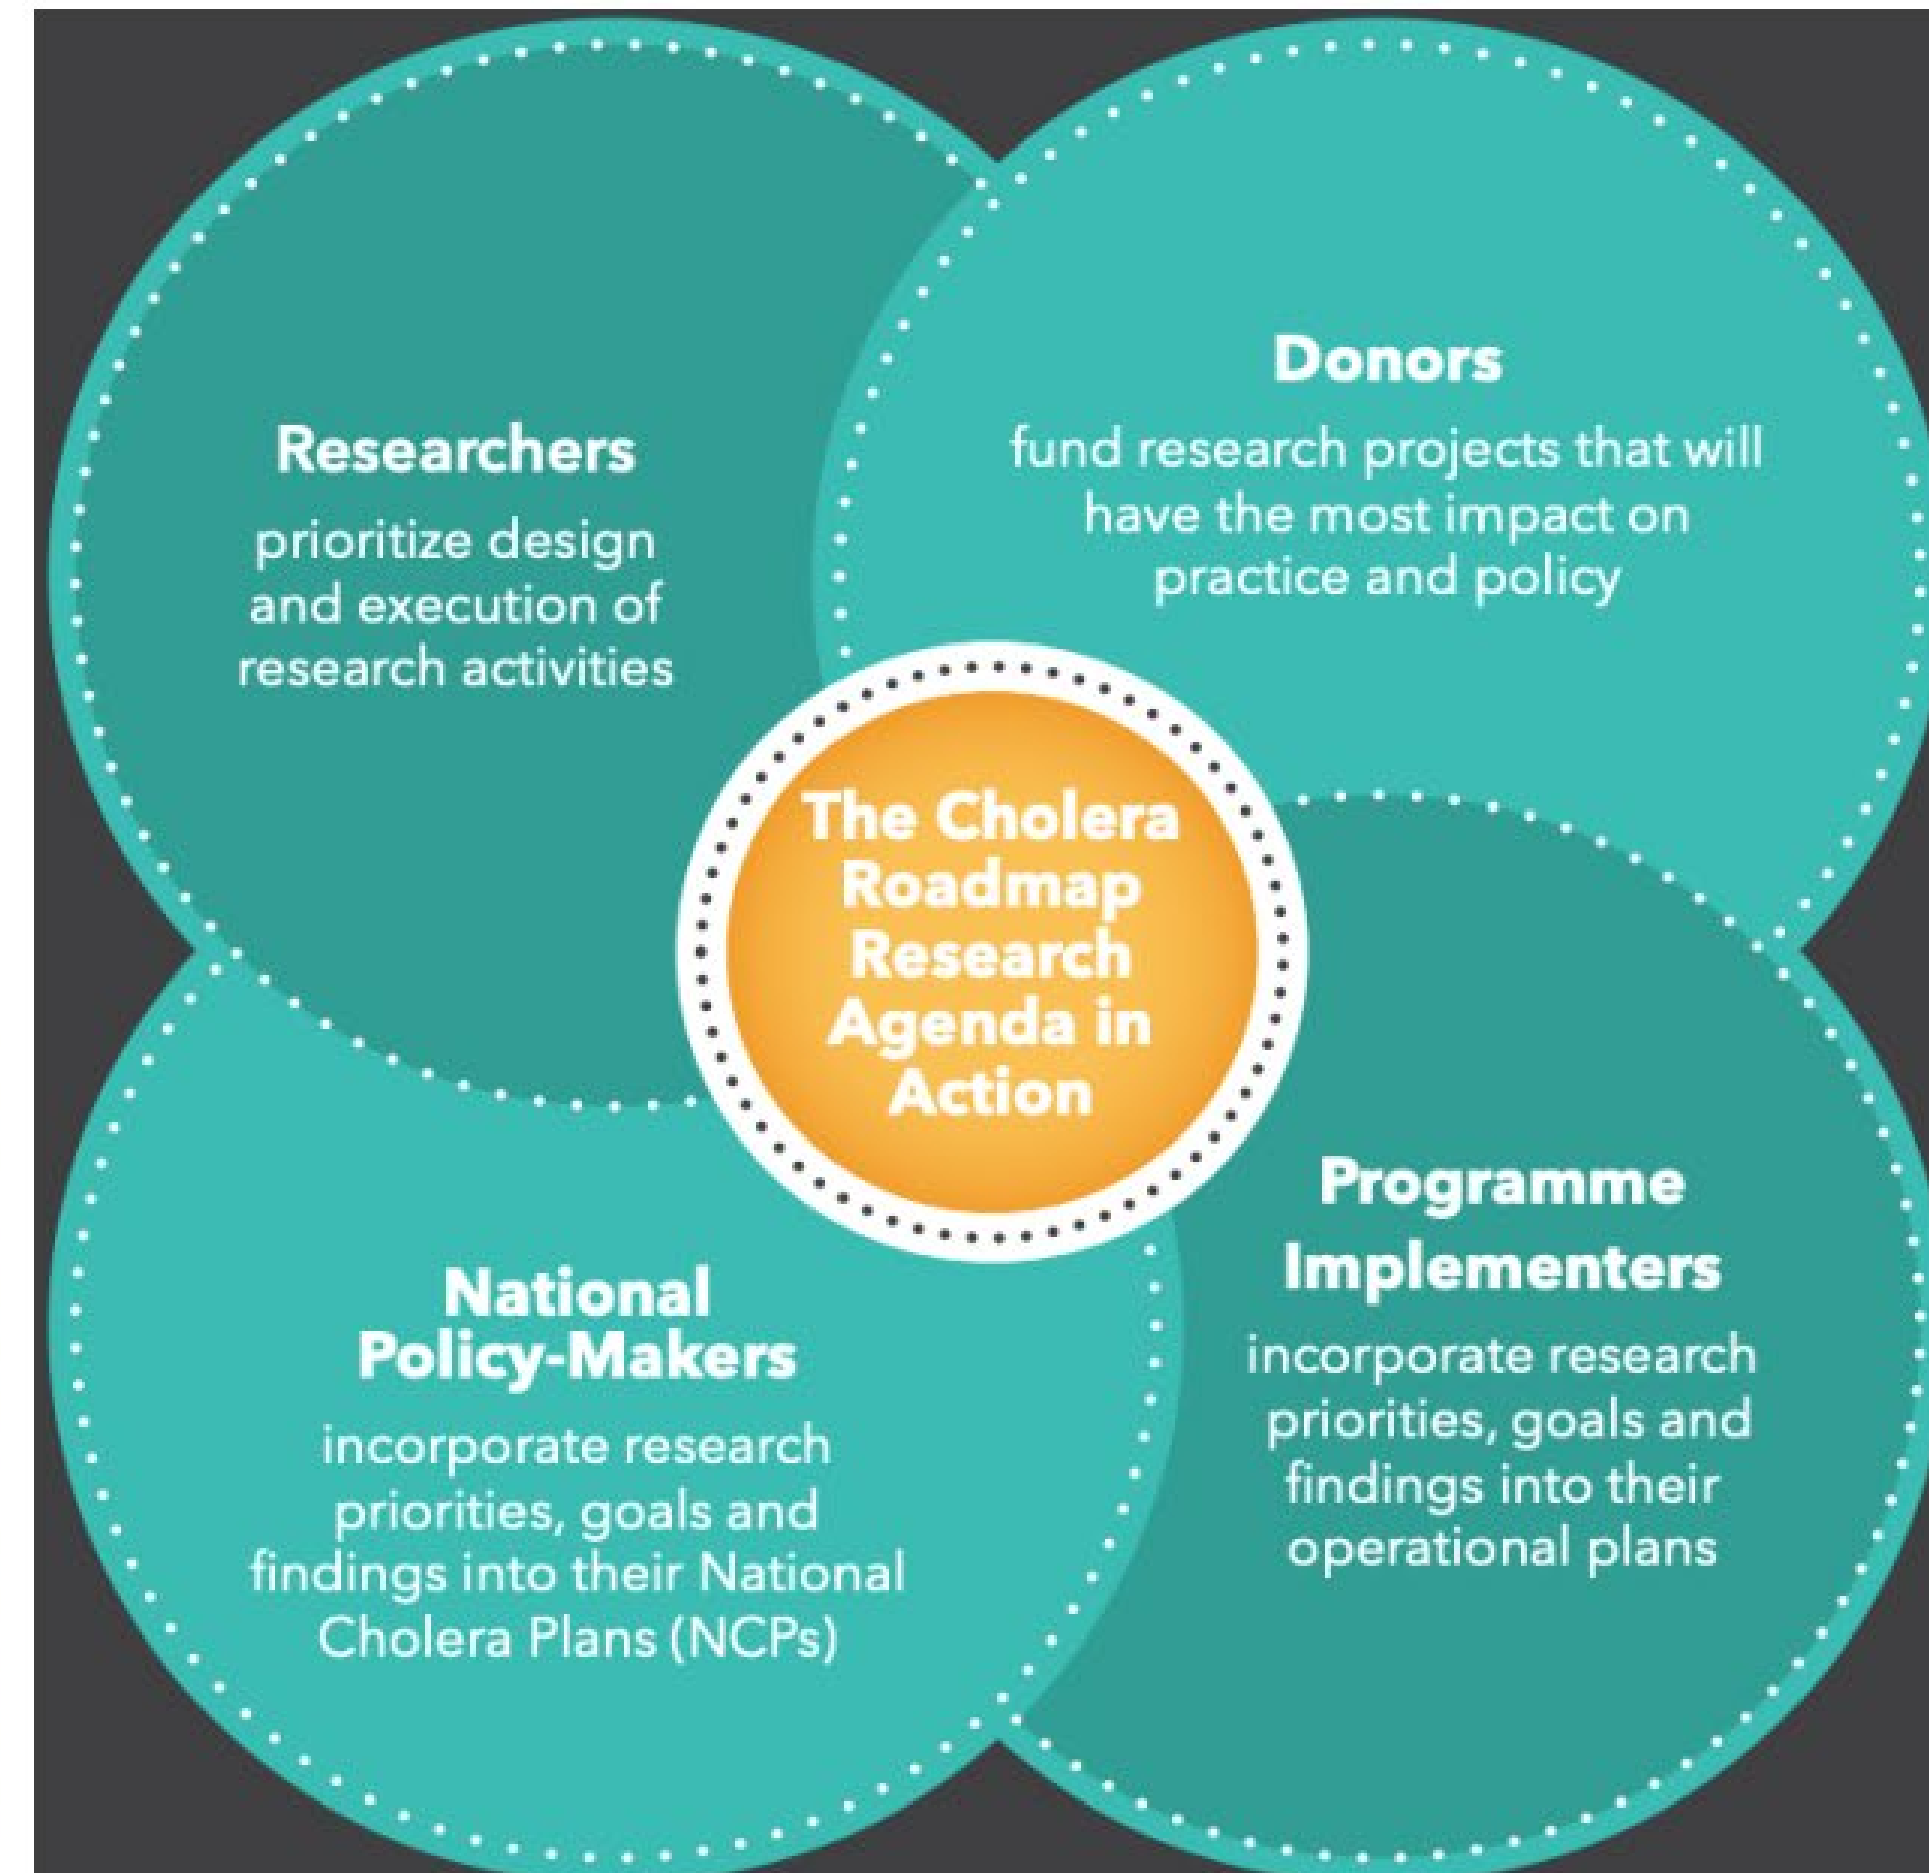 Researchers
prioritize design
and execution of
research activities
Donors
fund research projects that will
have the most impact on
practice and policy
The Cholera
Roadmap
Research
Agenda in
Action
National
Policy-Makers
incorporate research
priorities, goals and
findings into their National
Cholera Plans (NCPs)
Programme
Implementers
incorporate research
priorities, goals and
findings into their
operational plans